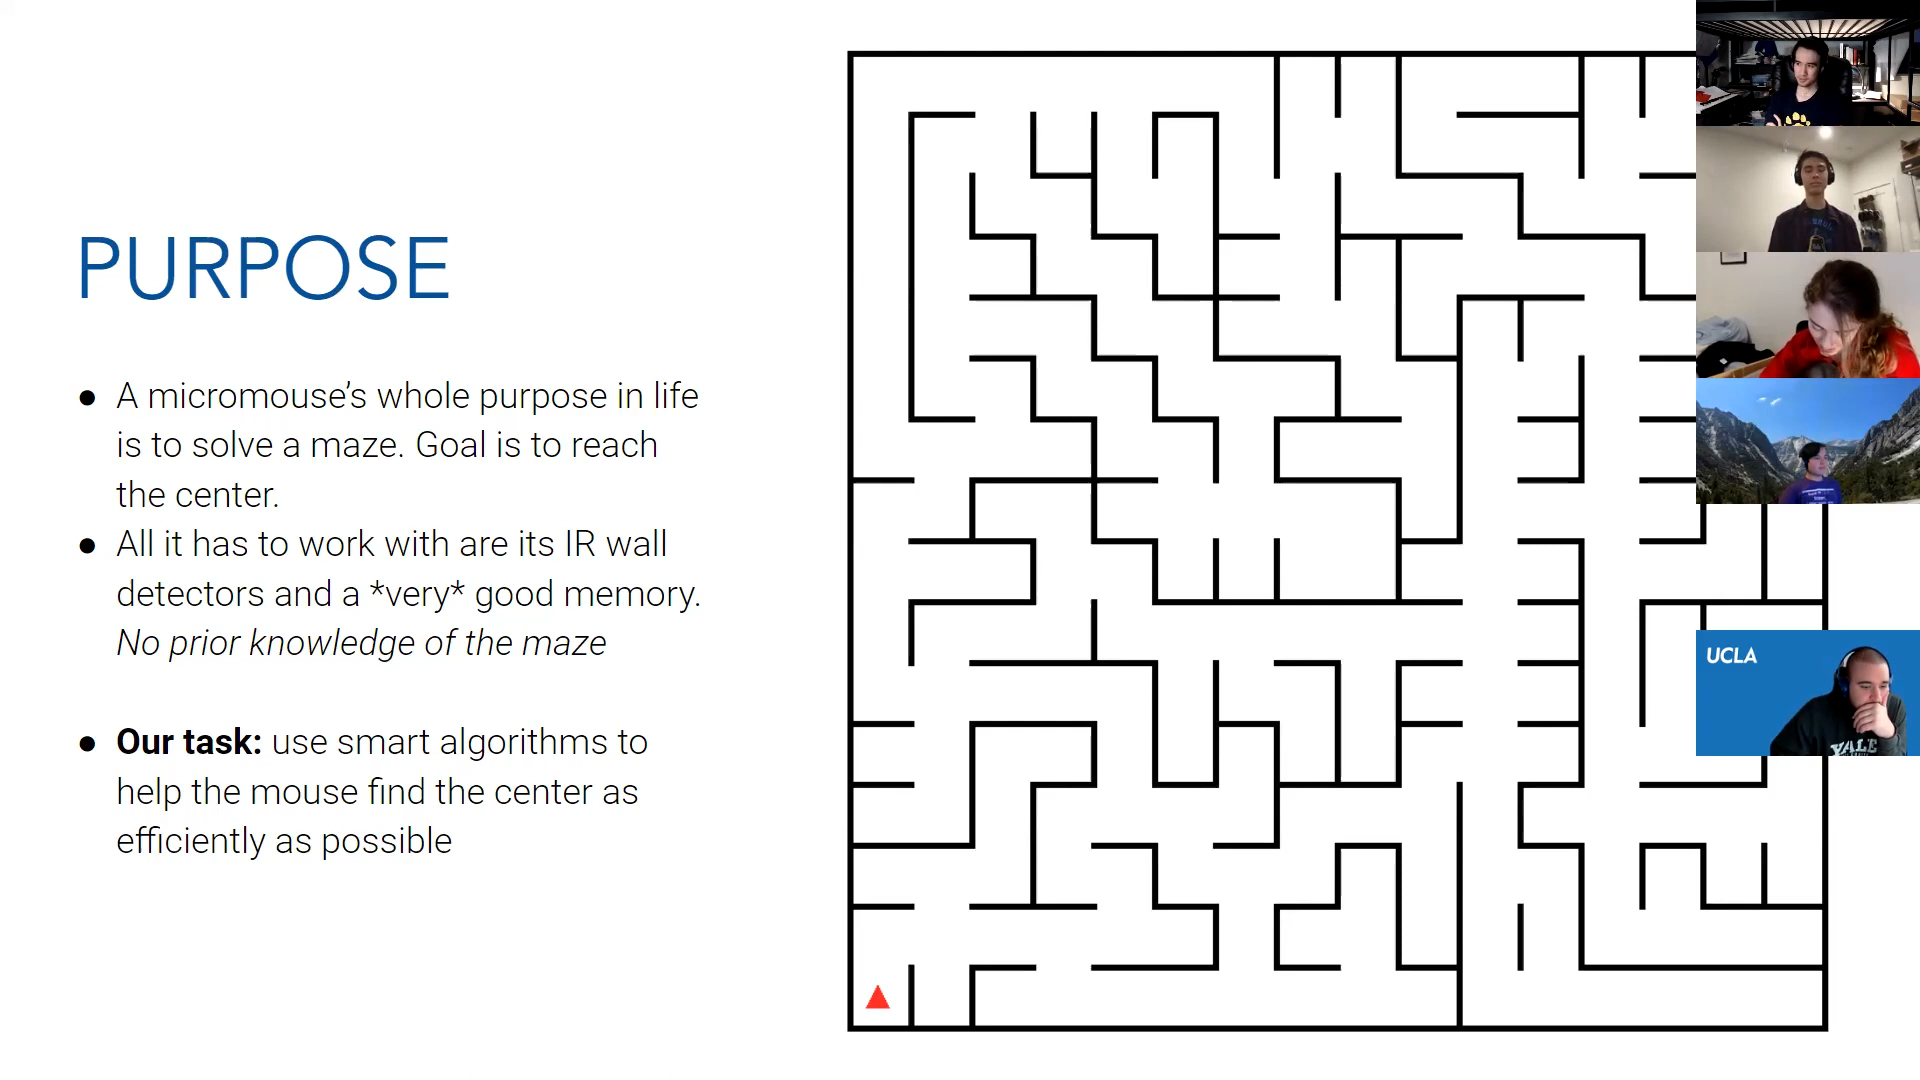 PURPOSE
● A micromouse’s whole purpose in life
is to solve a maze. Goal is to reach
the center.
● All it has to work with are its IR wall
detectors and a *very* good memory.
No prior knowledge of the maze
● Our task: use smart algorithms to
help the mouse find the center as
efficiently as possible
UCLA
YALE